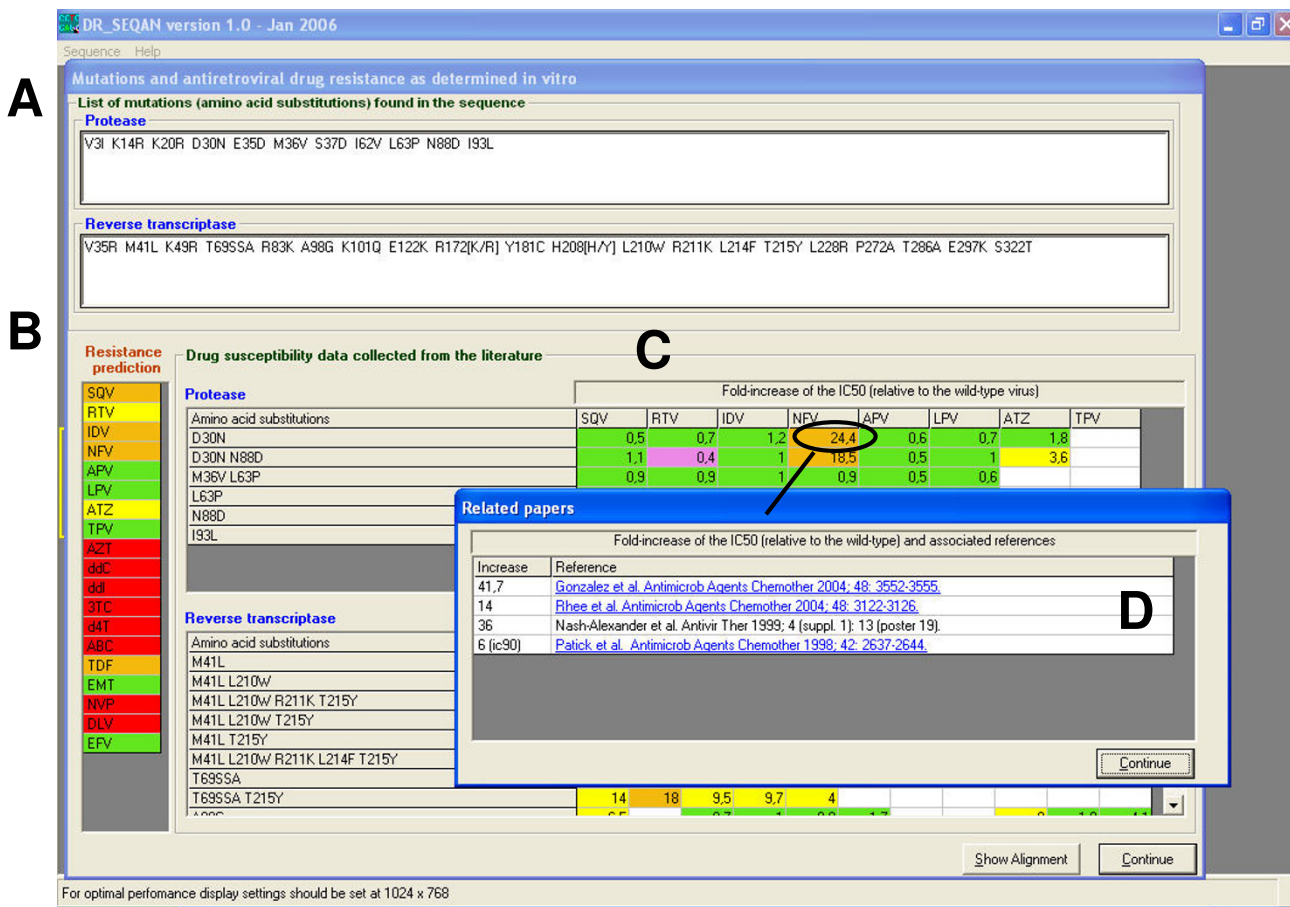 DR_SEQAN version 1.0 - Jan 2006
Sequence Help
A
Mutations and antiretroviral drug resistance as determined in vitro
List of mutations (amino acid substitutions) found in the sequence
Protease
V3I K14R K20R D30N E35D M36V S37D I62V L63P N88D I93L
Reverse transcriptase
V35R M41L K49R T69SSA R83K A98G K101Q E122K R172[K/R] Y181C H208[H/Y] L210W R211K L214F T215Y L228R P272A T286A E297K S322T
B
C
Resistance prediction
Drug susceptibility data collected from the literature
SQV
RTV
IDV
NFV
APV
LPV
ATZ
TPV
AZT
ddC
ddI
3TC
d4T
ABC
TDF
EMT
NVP
DLV
EFV
Protease
Fold-increase of the IC50 (relative to the wild-type virus)
Amino acid substitutions SQV RTV IDV NFV APV LPV ATZ TPV
D30N 0,5 0,7 1,2 24,4 0,6 0,7 1,8
D30N N88D 1,1 0,4 1 18,5 0,5 1 3,6
M36V L63P 0,9 0,9 1 0,9 0,5 0,6
L63P
N88D
I93L
Related papers
Fold-increase of the IC50 (relative to the wild-type) and associated references
Increase Reference
41,7 Gonzalez et al. Antimicrob Agents Chemother 2004; 48: 3552-3555.
14 Rhee et al. Antimicrob Agents Chemother 2004; 48: 3122-3126.
36 Nash-Alexander et al. Antivir Ther 1999; 4 (suppl. 1): 13 (poster 19).
6 (ic90) Patick et al. Antimicrob Agents Chemother 1998; 42: 2637-2644.
D
Continue
Reverse transcriptase
Amino acid substitutions
M41L
M41L L210W
M41L L210W R211K T215Y
M41L L210W T215Y
M41L T215Y
M41L L210W R211K L214F T215Y
T69SSA
T69SSA T215Y 14 18 9,5 9,7 4
Show Alignment Continue
For optimal perfomance display settings should be set at 1024 x 768